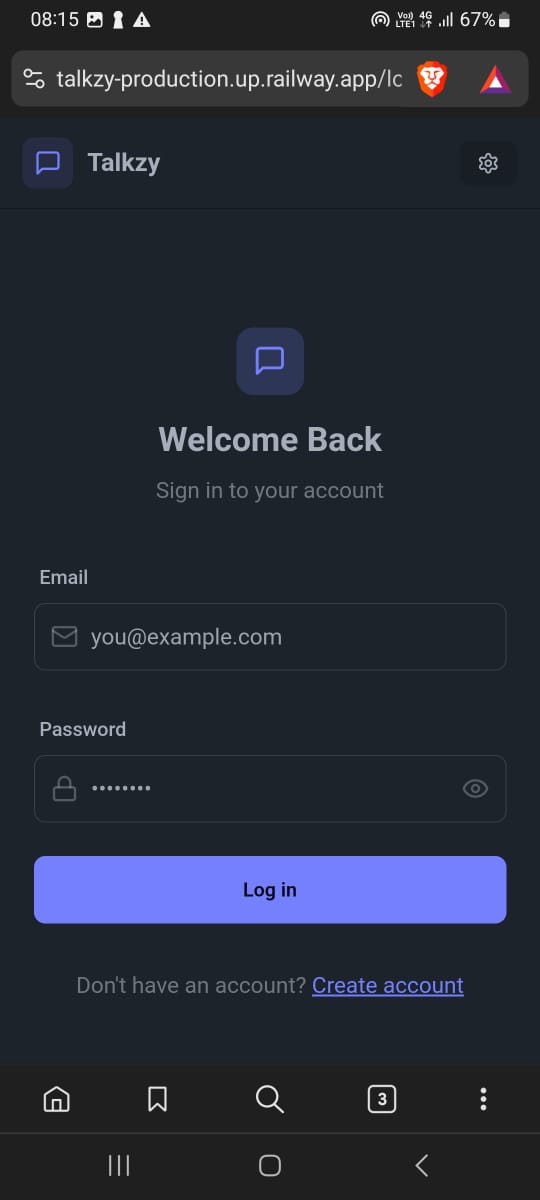 08:15 Vo) 4G LTE1 67%
talkzy-production.up.railway.app/lo
Talkzy
Welcome Back
Sign in to your account
Email
you@example.com
Password
••••••••
Log in
Don't have an account? Create account
3